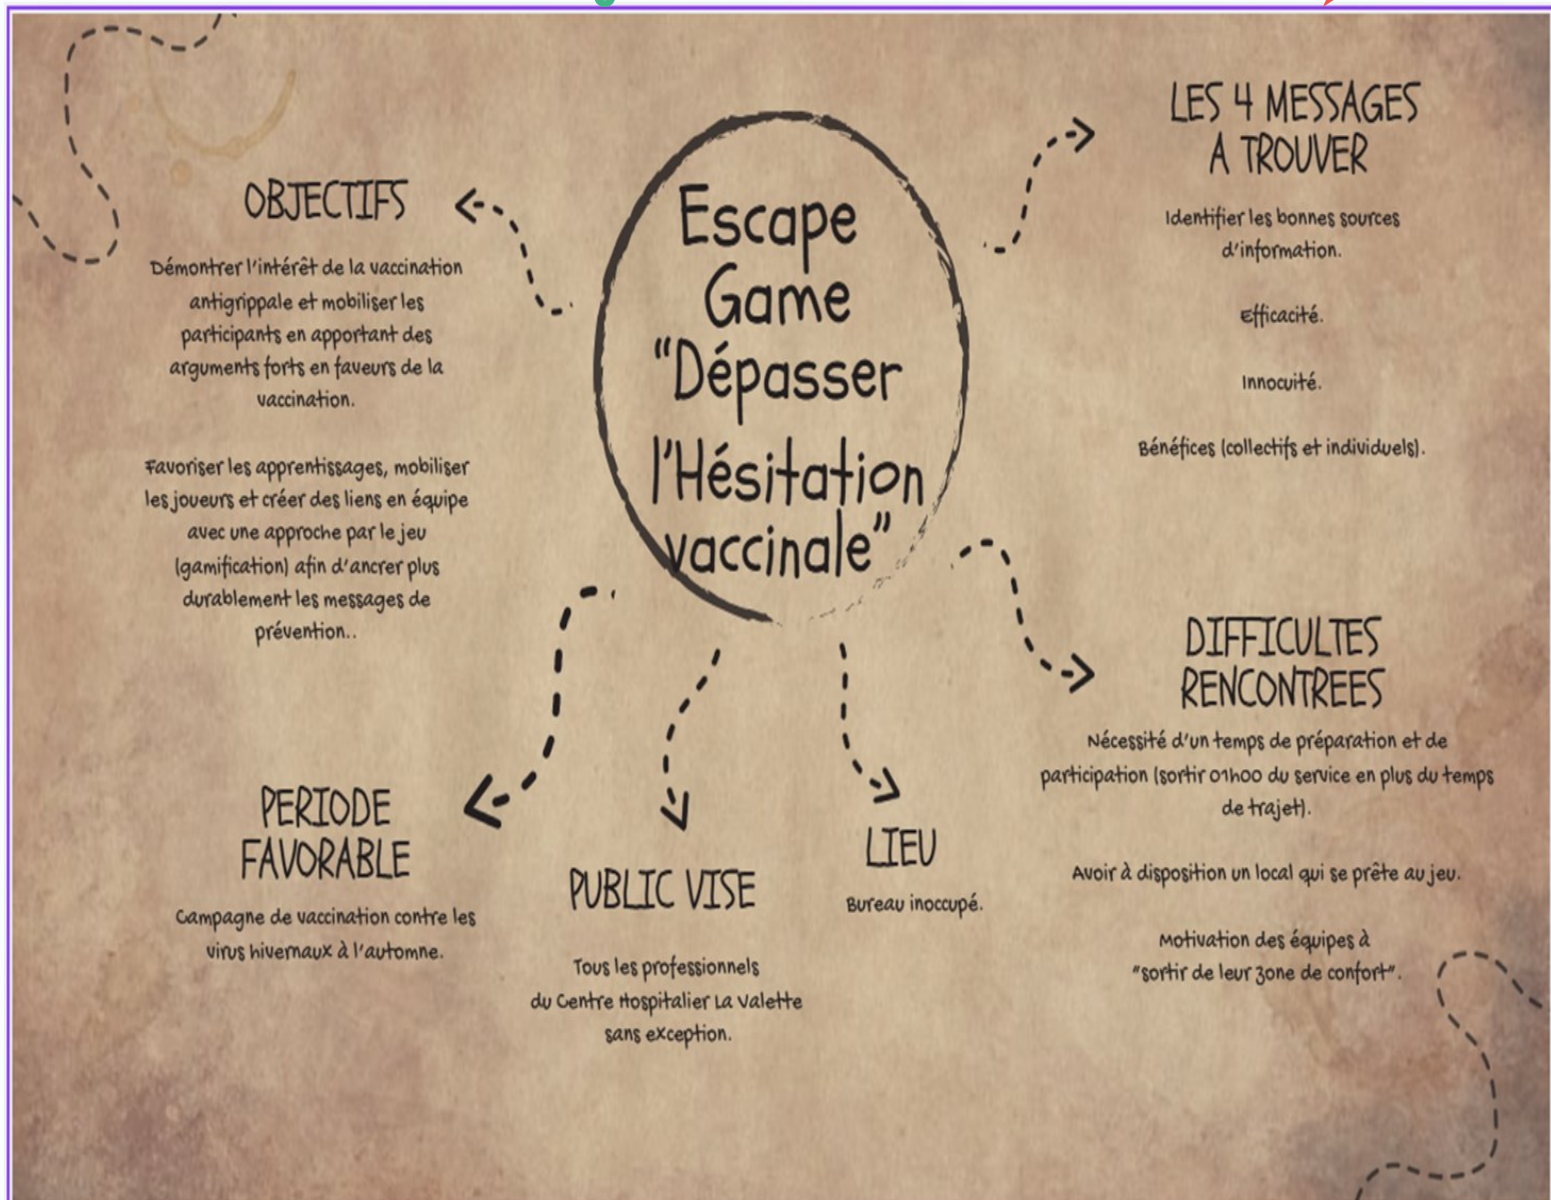 Escape
Game
“Dépasser
l’Hésitation
vaccinale”
OBJECTIFS
Démontrer l’intérêt de la vaccination
antigrippale et mobiliser les
participants en apportant des
arguments forts en faveurs de la
vaccination.
Favoriser les apprentissages, mobiliser
les joueurs et créer des liens en équipe
avec une approche par le jeu
(gamification) afin d’ancrer plus
durablement les messages de
prévention..
LES 4 MESSAGES
A TROUVER
Identifier les bonnes sources
d’information.
Efficacité.
Innocuité.
Bénéfices (collectifs et individuels).
DIFFICULTES
RENCONTREES
Nécessité d’un temps de préparation et de
participation (sortir 01h00 du service en plus du temps
de trajet).
Avoir à disposition un local qui se prête au jeu.
Motivation des équipes à
“sortir de leur zone de confort”.
PERIODE
FAVORABLE
Campagne de vaccination contre les
virus hivernaux à l’automne.
PUBLIC VISE
Tous les professionnels
du Centre Hospitalier La Valette
sans exception.
LIEU
Bureau inoccupé.